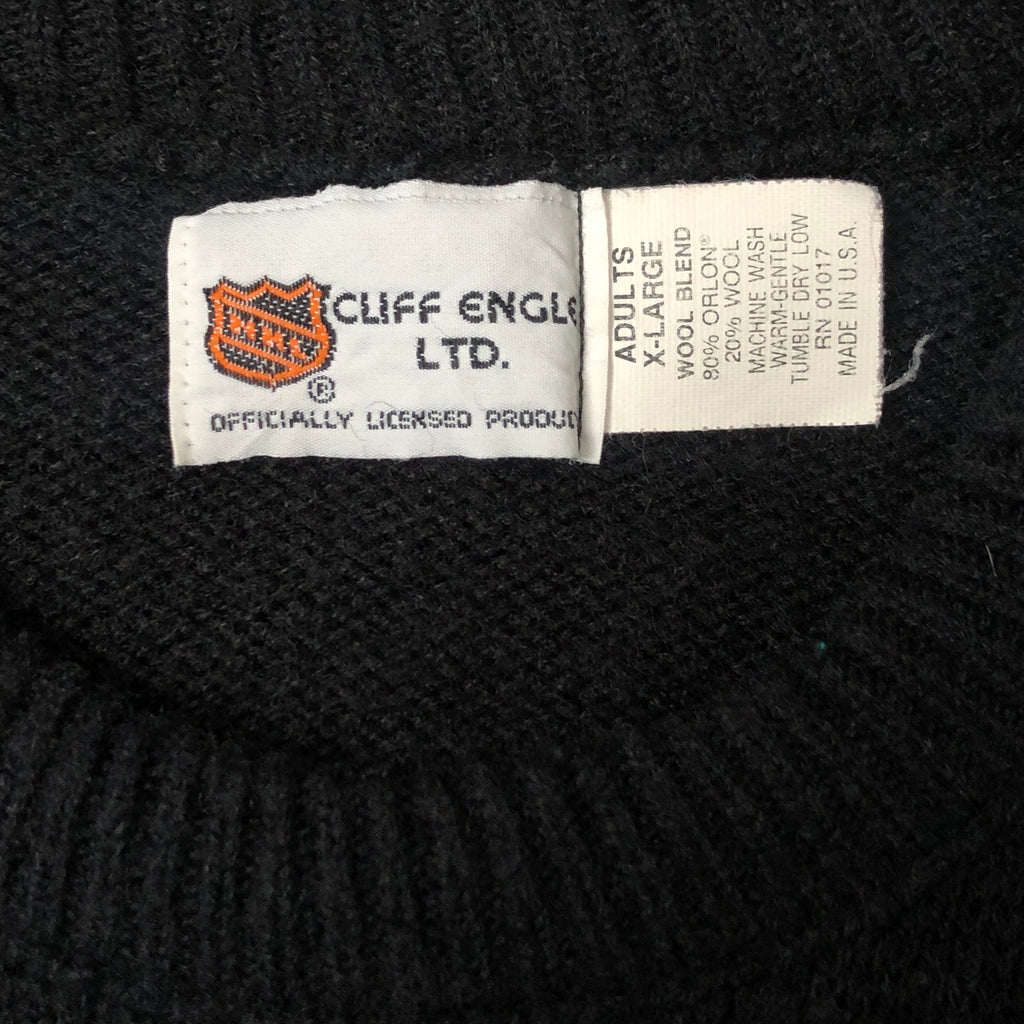 NHL
CLIFF ENGLE
LTD.
®
OFFICIALLY LICENSED PRODUC
ADULTS
X-LARGE
WOOL BLEND
80% ORLON®
20% WOOL
MACHINE WASH
WARM-GENTLE
TUMBLE DRY LOW
RN 01017
MADE IN U.S.A.